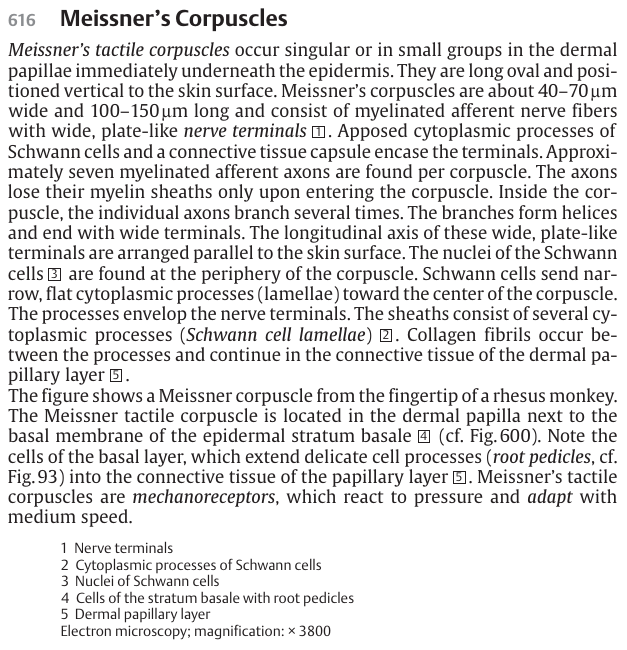 616 Meissner's Corpuscles
Meissner's tactile corpuscles occur singular or in small groups in the dermal
papillae immediately underneath the epidermis. They are long oval and posi-
tioned vertical to the skin surface. Meissner's corpuscles are about 40–70 µm
wide and 100–150 µm long and consist of myelinated afferent nerve fibers
with wide, plate-like nerve terminals 1. Apposed cytoplasmic processes of
Schwann cells and a connective tissue capsule encase the terminals. Approxi-
mately seven myelinated afferent axons are found per corpuscle. The axons
lose their myelin sheaths only upon entering the corpuscle. Inside the cor-
puscle, the individual axons branch several times. The branches form helices
and end with wide terminals. The longitudinal axis of these wide, plate-like
terminals are arranged parallel to the skin surface. The nuclei of the Schwann
cells 3 are found at the periphery of the corpuscle. Schwann cells send nar-
row, flat cytoplasmic processes (lamellae) toward the center of the corpuscle.
The processes envelop the nerve terminals. The sheaths consist of several cy-
toplasmic processes (Schwann cell lamellae) 2. Collagen fibrils occur be-
tween the processes and continue in the connective tissue of the dermal pa-
pillary layer 5.
The figure shows a Meissner corpuscle from the fingertip of a rhesus monkey.
The Meissner tactile corpuscle is located in the dermal papilla next to the
basal membrane of the epidermal stratum basale 4 (cf. Fig. 600). Note the
cells of the basal layer, which extend delicate cell processes (root pedicles, cf.
Fig. 93) into the connective tissue of the papillary layer 5. Meissner's tactile
corpuscles are mechanoreceptors, which react to pressure and adapt with
medium speed.
1 Nerve terminals
2 Cytoplasmic processes of Schwann cells
3 Nuclei of Schwann cells
4 Cells of the stratum basale with root pedicles
5 Dermal papillary layer
Electron microscopy; magnification: × 3800